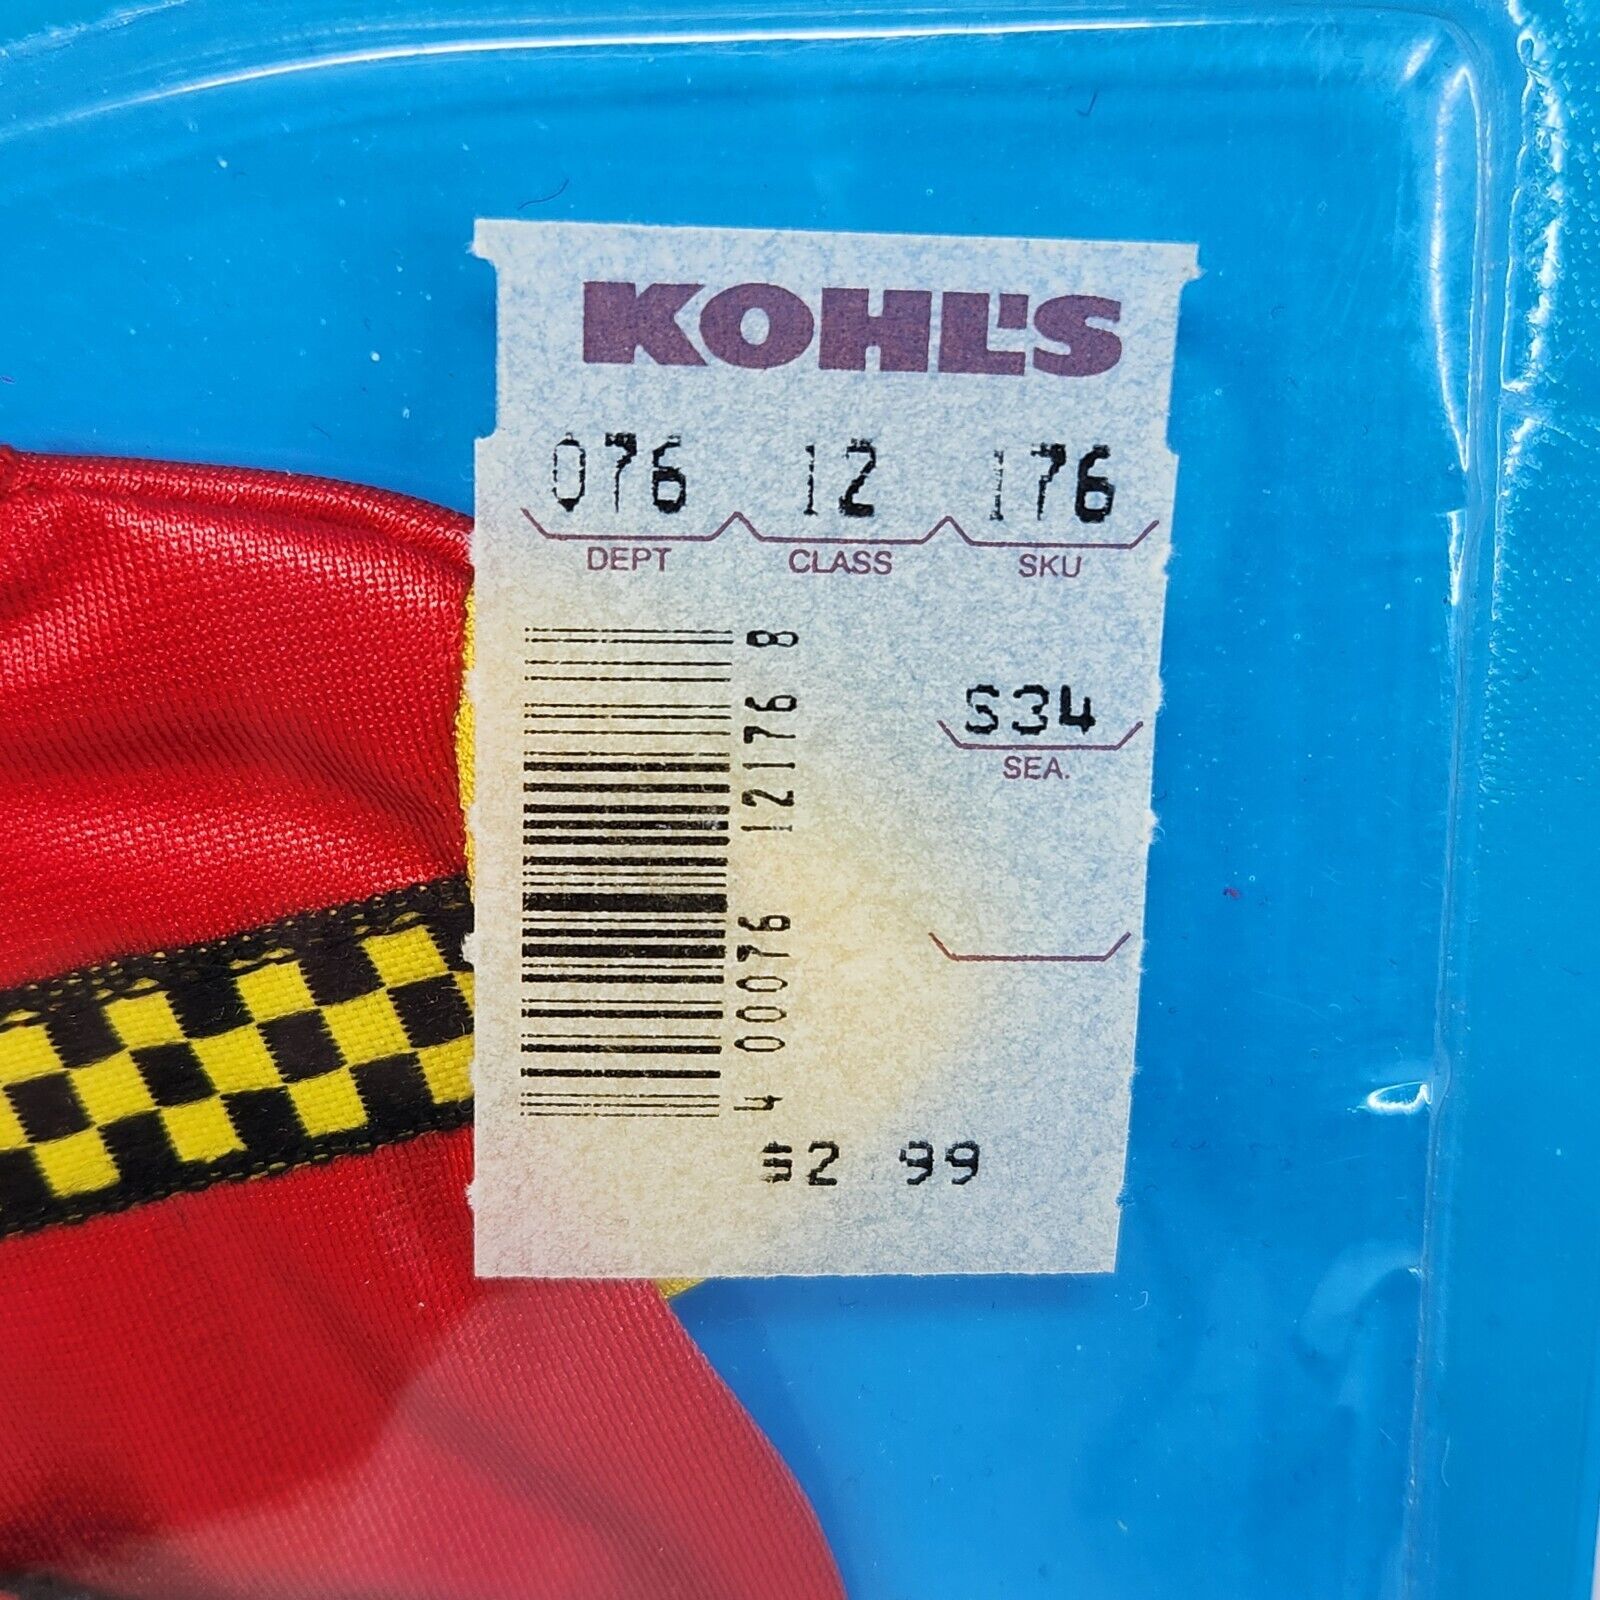 KOHL'S
076 12 176
DEPT CLASS SKU
4 00076 12176 8
S34
SEA.
$2 99